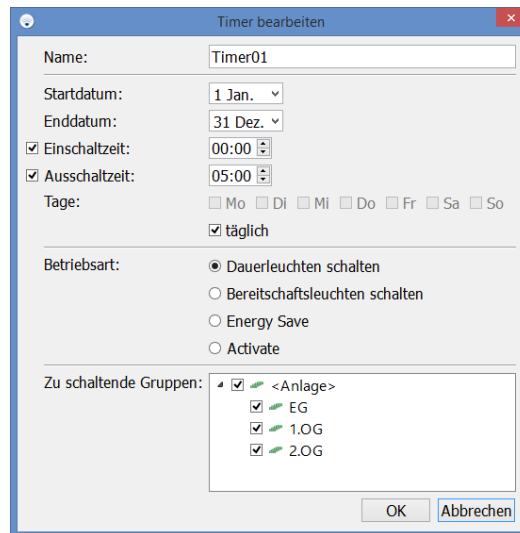 Timer bearbeiten
Name: Timer01
Startdatum: 1 Jan.
Enddatum: 31 Dez.
Einschaltzeit: 00:00
Ausschaltzeit: 05:00
Tage: Mo Di Mi Do Fr Sa So
täglich
Betriebsart: Dauerleuchten schalten
Bereitschaftsleuchten schalten
Energy Save
Activate
Zu schaltende Gruppen: <Anlage>
EG
1.OG
2.OG
OK Abbrechen